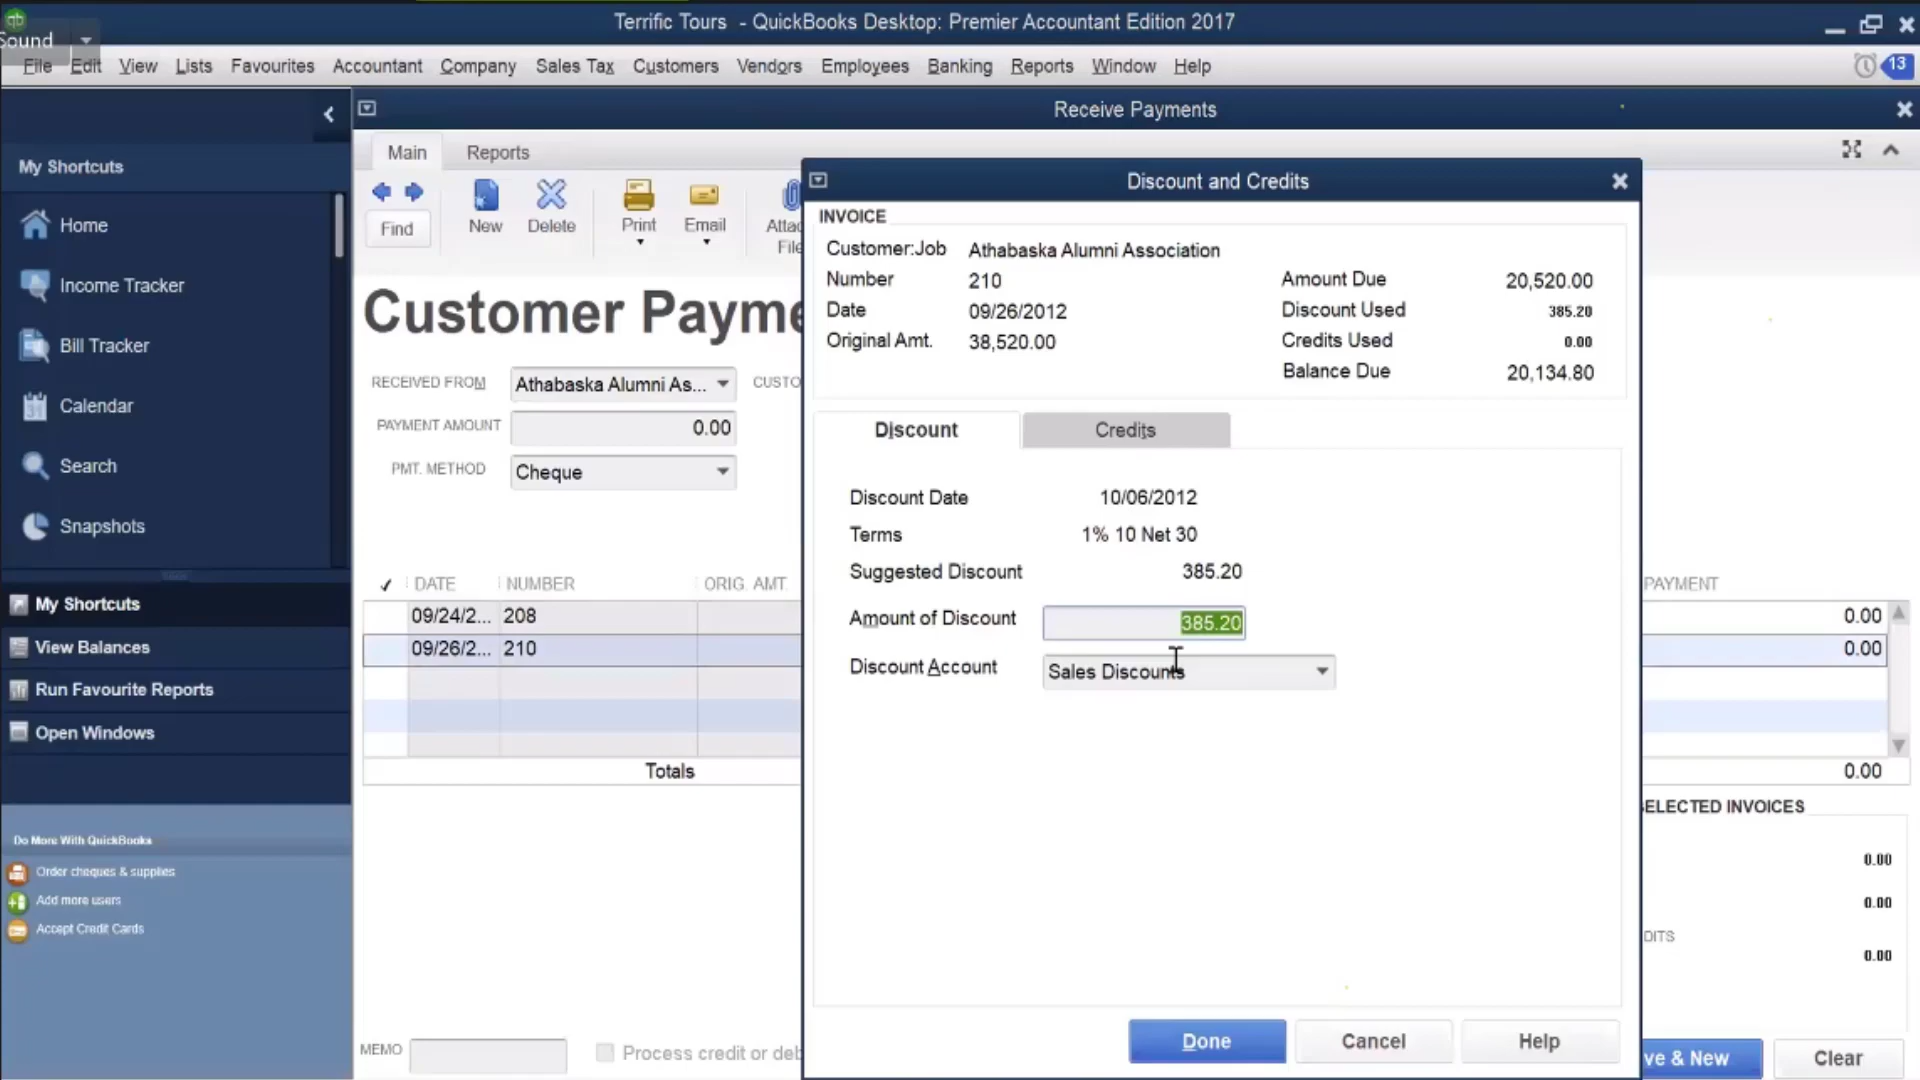 Terrific Tours - QuickBooks Desktop: Premier Accountant Edition 2017
Sound
File Edit View Lists Favourites Accountant Company Sales Tax Customers Vendors Employees Banking Reports Window Help
13
Receive Payments
My Shortcuts
Home
Income Tracker
Bill Tracker
Calendar
Search
Snapshots
My Shortcuts
View Balances
Run Favourite Reports
Open Windows
Do More With QuickBooks
Order cheques & supplies
Add more users
Accept Credit Cards
Main Reports
Find
New
Delete
Print
Email
Attac
File
Customer Payme
RECEIVED FROM Athabaska Alumni As... CUSTO
PAYMENT AMOUNT 0.00
PMT. METHOD Cheque
DATE NUMBER ORIG. AMT. PAYMENT
09/24/2... 208 0.00
09/26/2... 210 0.00
Totals 0.00
ELECTED INVOICES
0.00
0.00
DITS
0.00
MEMO Process credit or deb
ve & New Clear
Discount and Credits
INVOICE
Customer:Job Athabaska Alumni Association
Number 210 Amount Due 20,520.00
Date 09/26/2012 Discount Used 385.20
Original Amt. 38,520.00 Credits Used 0.00
Balance Due 20,134.80
Discount Credits
Discount Date 10/06/2012
Terms 1% 10 Net 30
Suggested Discount 385.20
Amount of Discount 385.20
Discount Account Sales Discounts
Done Cancel Help